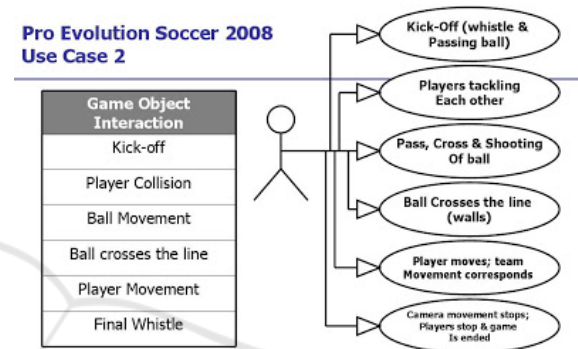 Pro Evolution Soccer 2008
Use Case 2
Game Object
Interaction
Kick-off
Player Collision
Ball Movement
Ball crosses the line
Player Movement
Final Whistle
Kick-Off (whistle &
Passing ball)
Players tackling
Each other
Pass, Cross & Shooting
Of ball
Ball Crosses the line
(walls)
Player moves; team
Movement corresponds
Camera movement stops;
Players stop & game
Is ended